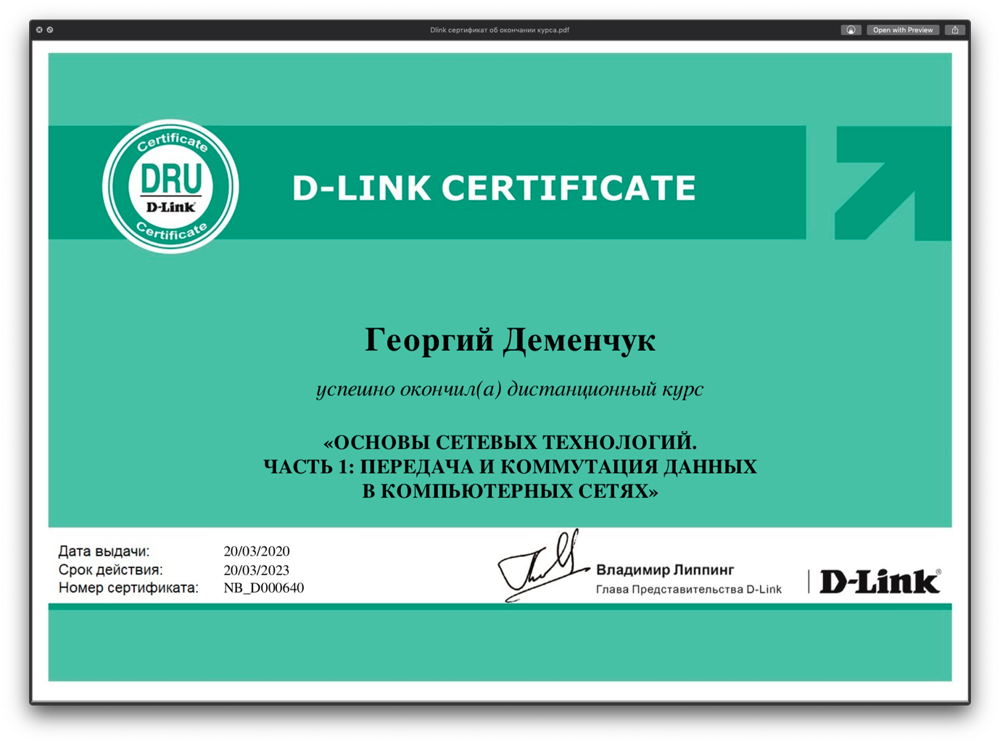 Dlink сертификат об окончании курса.pdf
Open with Preview
Certificate
DRU
D-Link
Certificate
D-LINK CERTIFICATE
Георгий Деменчук
успешно окончил(а) дистанционный курс
«ОСНОВЫ СЕТЕВЫХ ТЕХНОЛОГИЙ.
ЧАСТЬ 1: ПЕРЕДАЧА И КОММУТАЦИЯ ДАННЫХ
В КОМПЬЮТЕРНЫХ СЕТЯХ»
Дата выдачи: 20/03/2020
Срок действия: 20/03/2023
Номер сертификата: NB_D000640
Владимир Липпинг
Глава Представительства D-Link
D-Link®